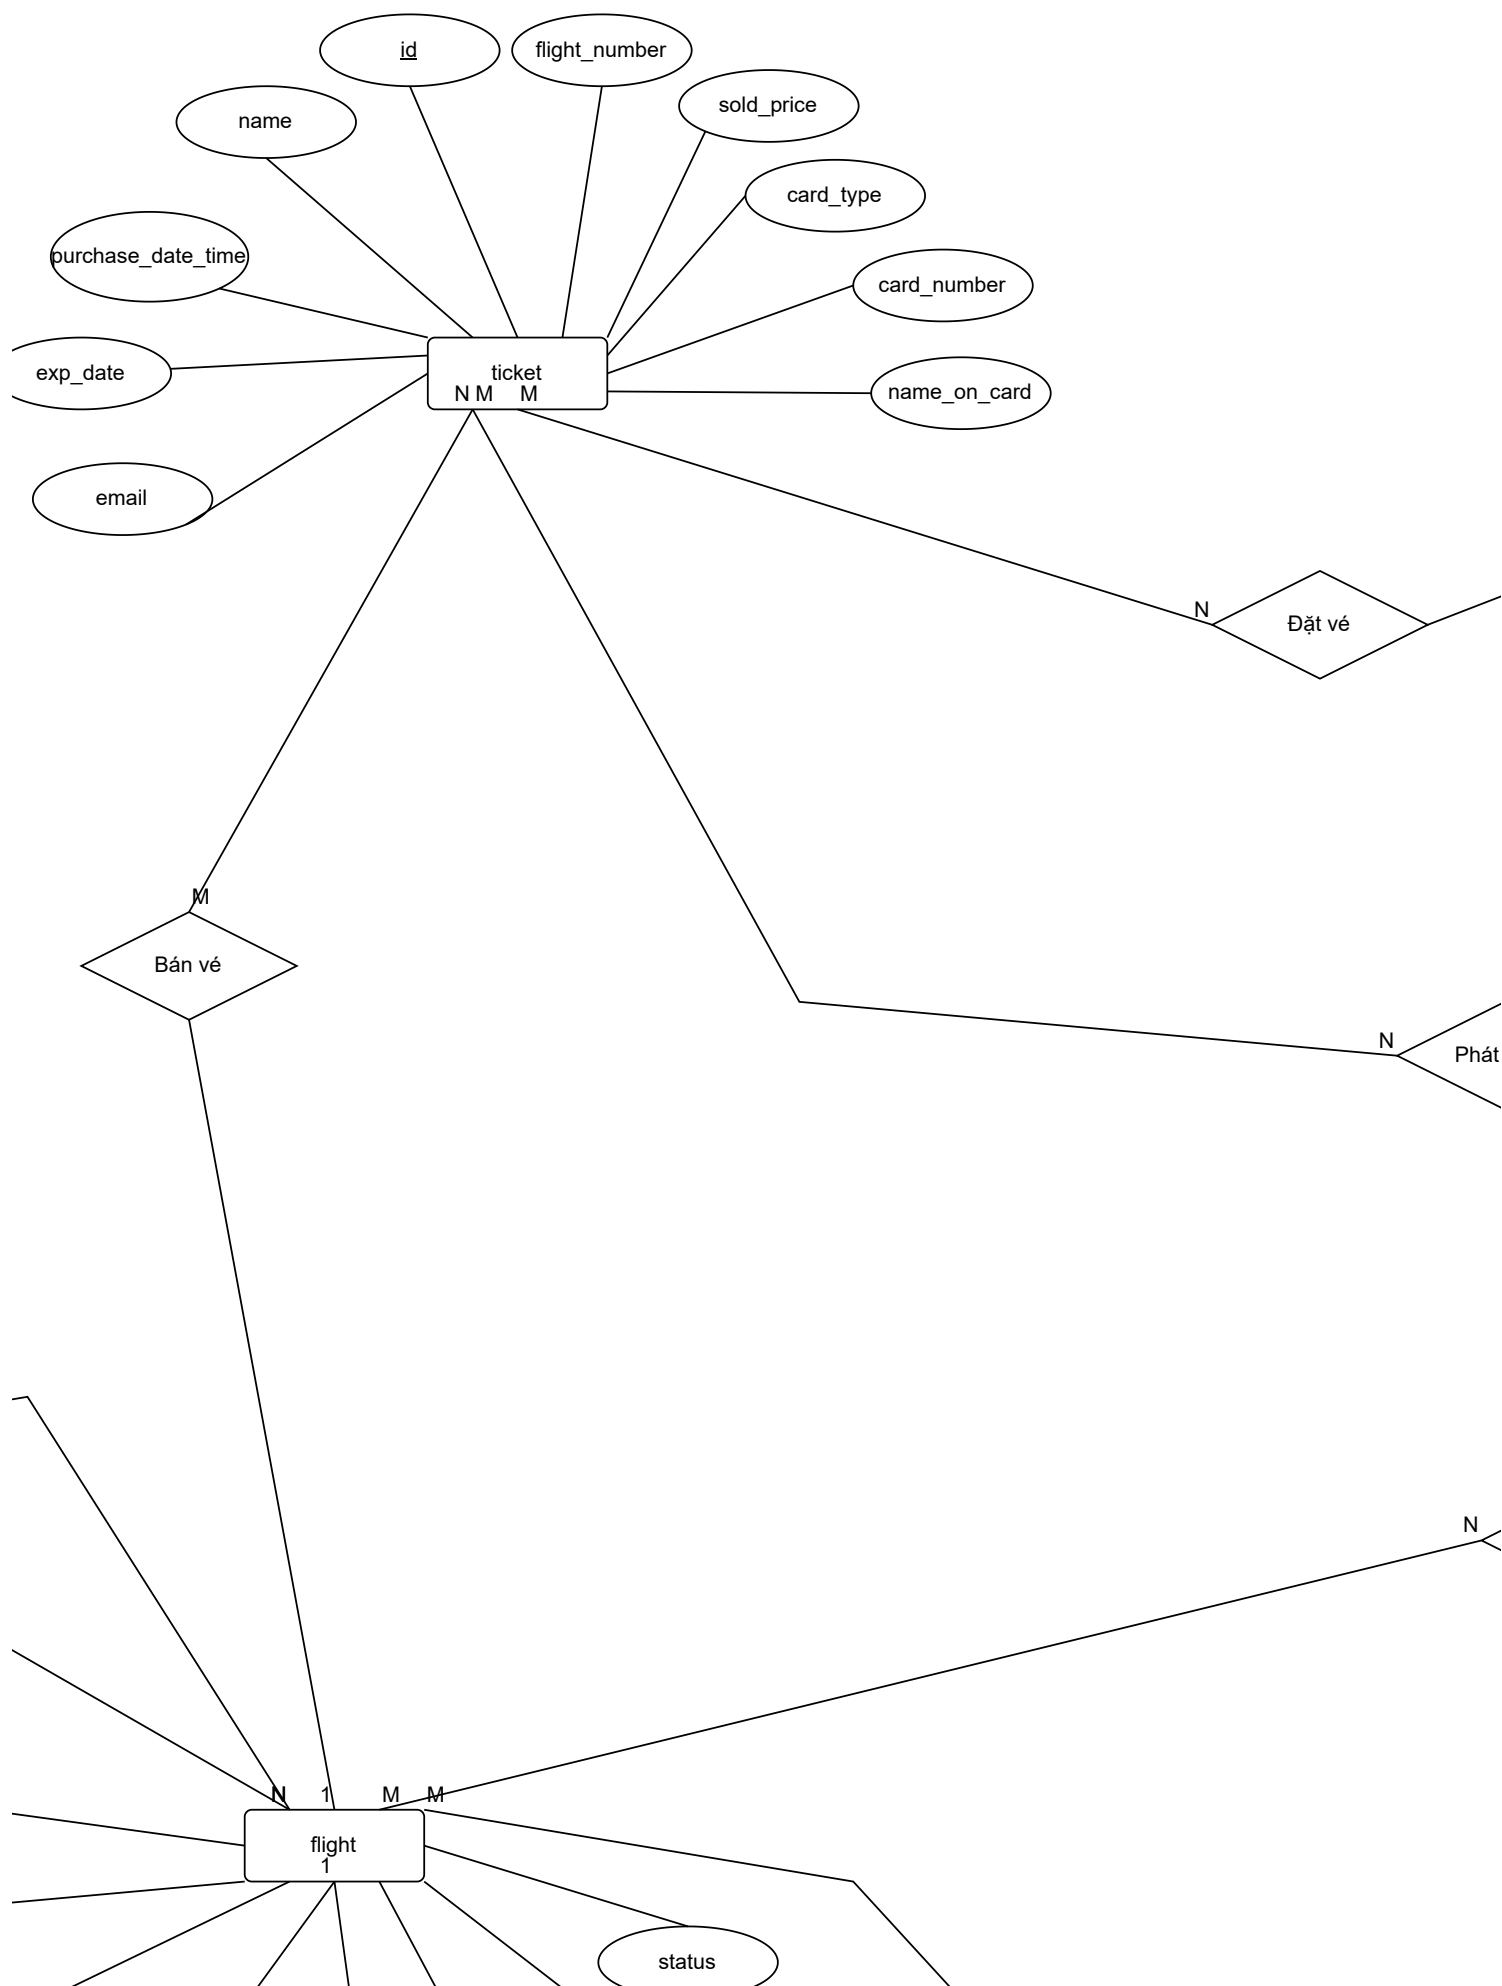 id
flight_number
sold_price
name
card_type
purchase_date_time
card_number
exp_date
ticket
name_on_card
N M M
email
N
Đặt vé
M
Bán vé
N
Phát
N
N 1 M M
flight
1
status